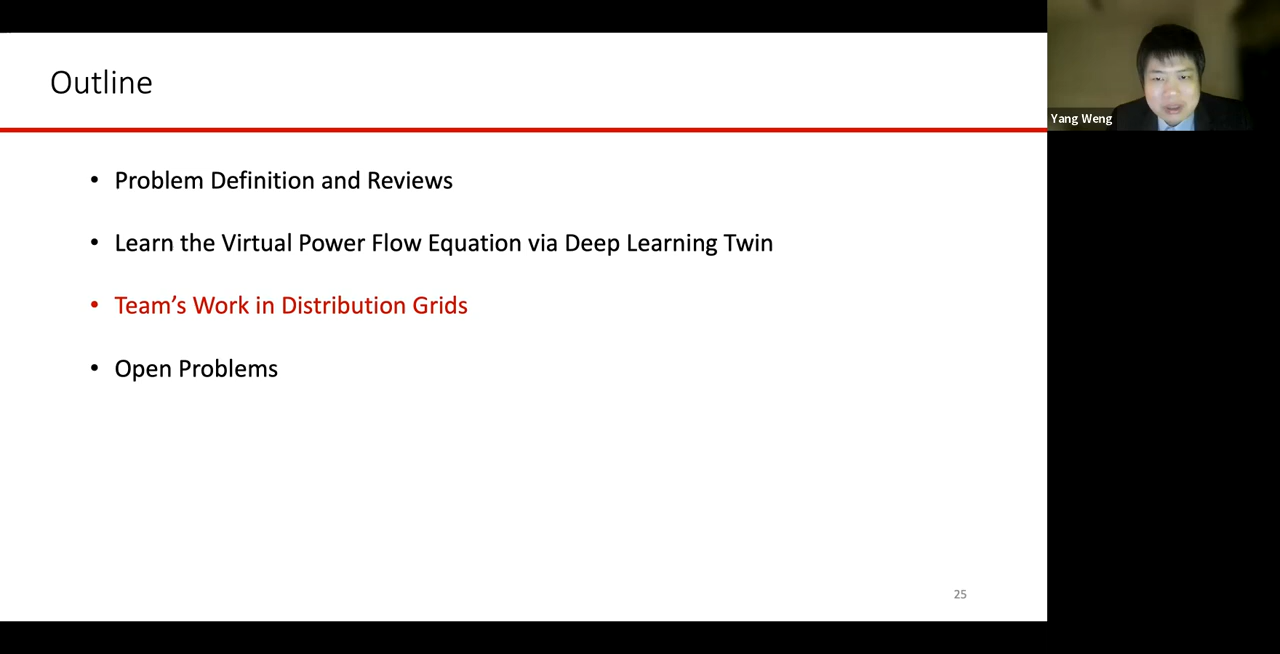 Outline
• Problem Definition and Reviews
• Learn the Virtual Power Flow Equation via Deep Learning Twin
• Team's Work in Distribution Grids
• Open Problems
25
Yang Weng